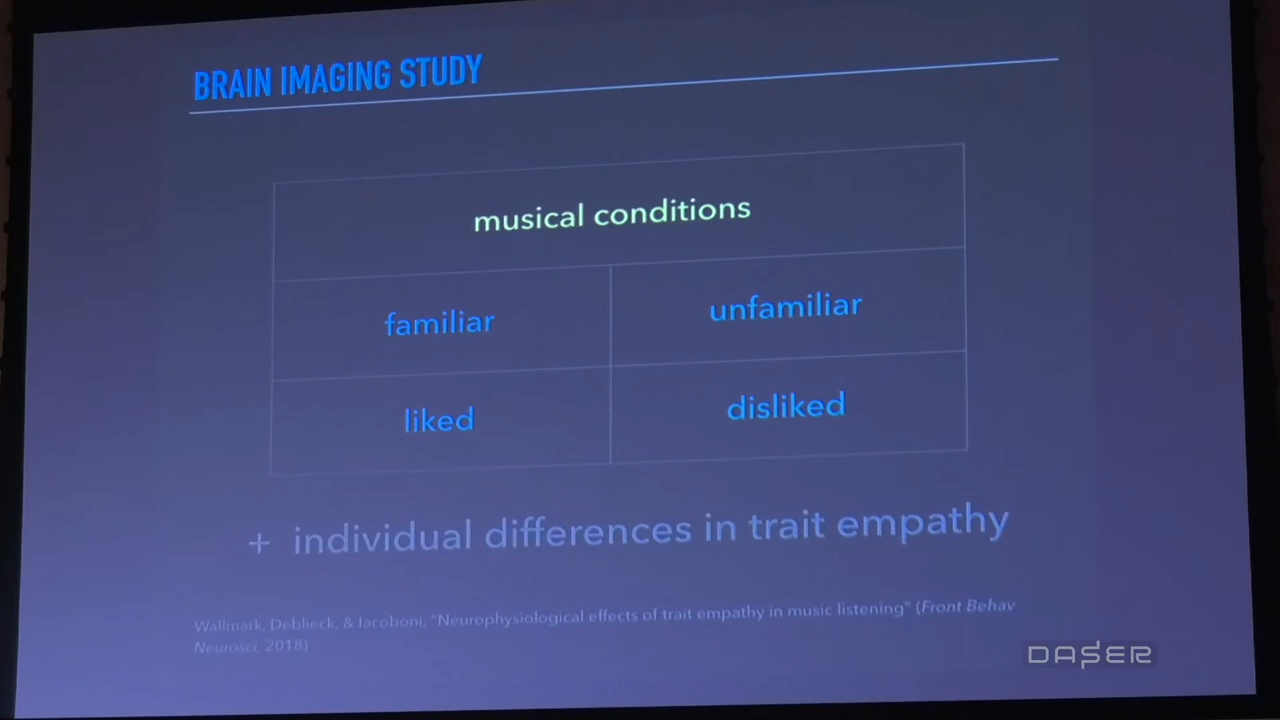 BRAIN IMAGING STUDY
musical conditions
familiar
unfamiliar
liked
disliked
+ individual differences in trait empathy
Wallmark, Deblieck, & Iacoboni, "Neurophysiological effects of trait empathy in music listening" (Front Behav
Neurosci, 2018)
DASER